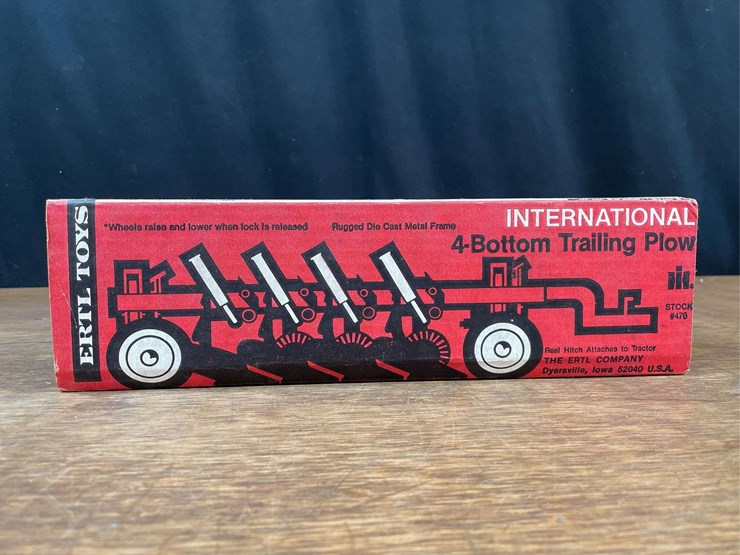 ERTL TOYS
*Wheels raise and lower when lock is released
Rugged Die Cast Metal Frame
INTERNATIONAL
4-Bottom Trailing Plow
IH.
STOCK
#470
Real Hitch Attaches to Tractor
THE ERTL COMPANY
Dyersville, Iowa 52040 U.S.A.